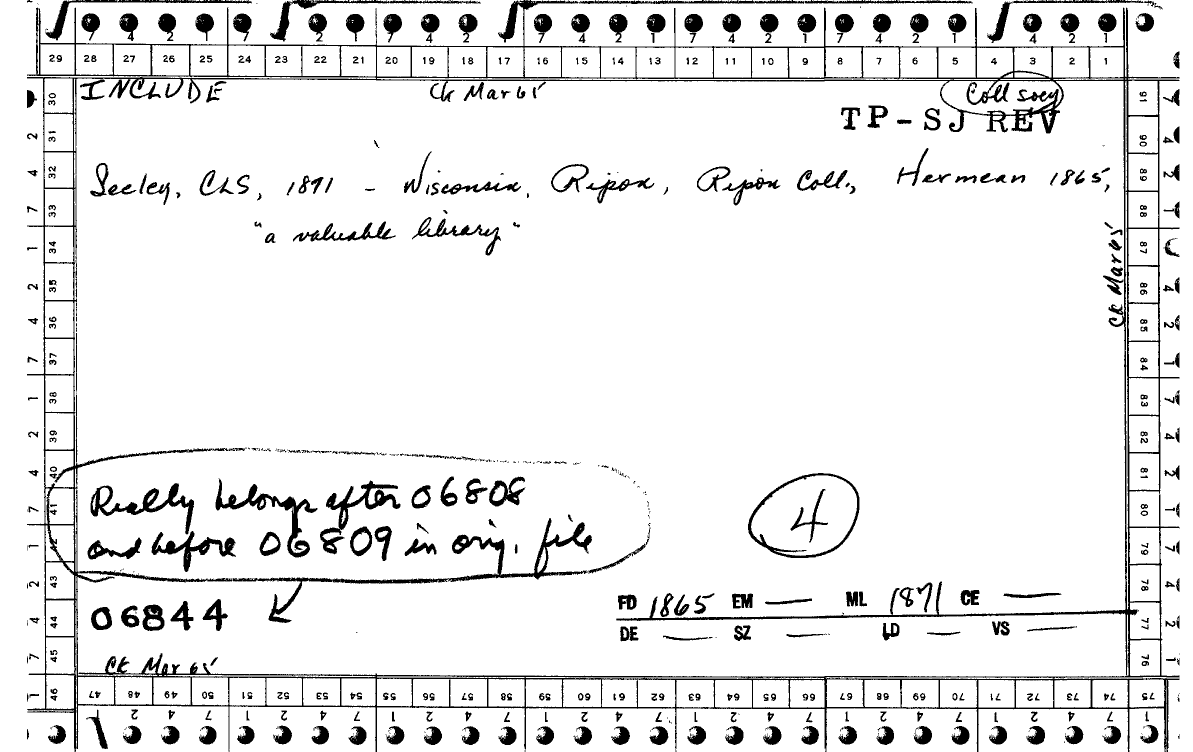 7 4 2 1 7 4 2 1 7 4 2 1 7 4 2 1 7 4 2 1 7 4 2 1 7 4 2 1
29 28 27 26 25 24 23 22 21 20 19 18 17 16 15 14 13 12 11 10 9 8 7 6 5 4 3 2 1
INCLUDE Ck Mar 65 Coll socy
TP-SJ REV
Seeley, CLS, 1871 - Wisconsin, Ripon, Ripon Coll., Hermean 1865,
"a valuable library"
Ck Mar 65
Really belongs after 06808
and before 06809 in orig. file
4
06844
FD 1865 EM — ML 1871 CE —
DE — SZ — LD — VS —
Ck Mar 65
30 31 32 33 34 35 36 37 38 39 40 41 42 43 44 45 46
91 90 89 88 87 86 85 84 83 82 81 80 79 78 77 76
47 48 49 50 51 52 53 54 55 56 57 58 59 60 61 62 63 64 65 66 67 68 69 70 71 72 73 74 75